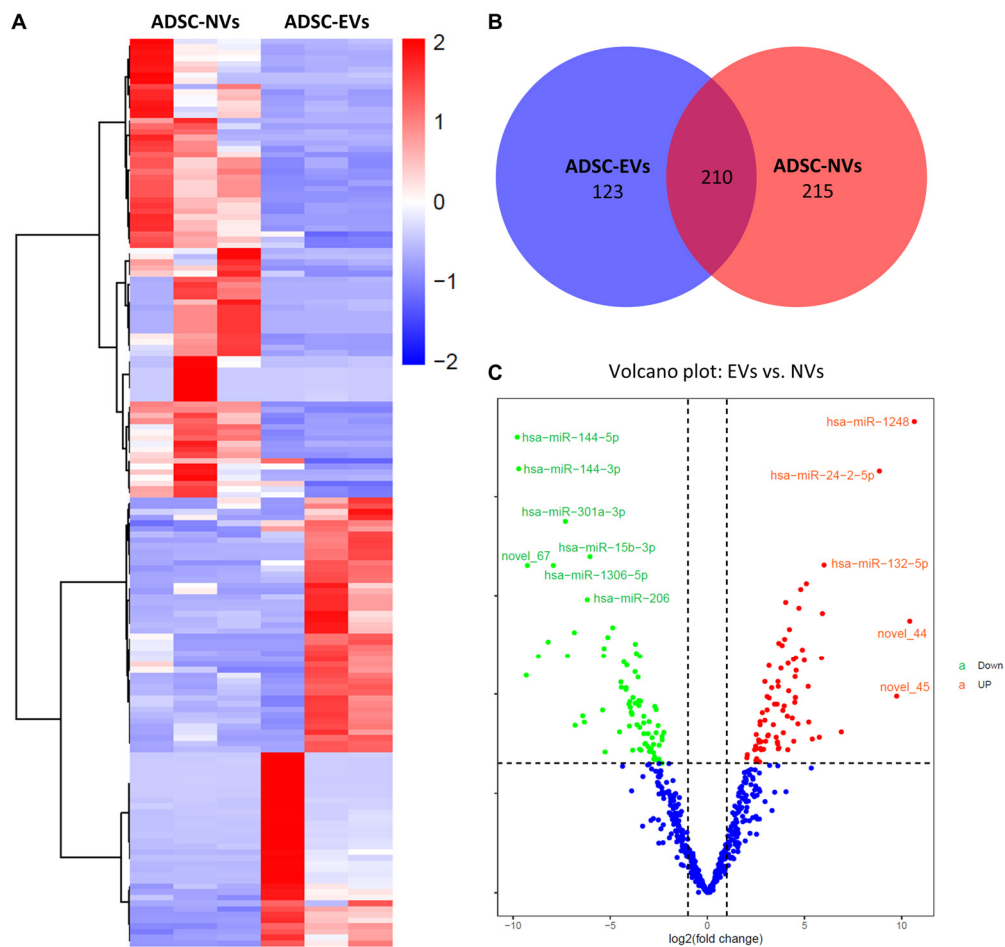 A
ADSC-NVs ADSC-EVs
2
1
0
−1
−2
B
ADSC-EVs
123
210
ADSC-NVs
215
C
Volcano plot: EVs vs. NVs
hsa−miR−1248
hsa−miR−144−5p
hsa−miR−144−3p
hsa−miR−24−2−5p
hsa−miR−301a−3p
novel_67
hsa−miR−15b−3p
hsa−miR−132−5p
hsa−miR−1306−5p
hsa−miR−206
novel_44
novel_45
a Down
a UP
−10 −5 0 5 10
log2(fold change)